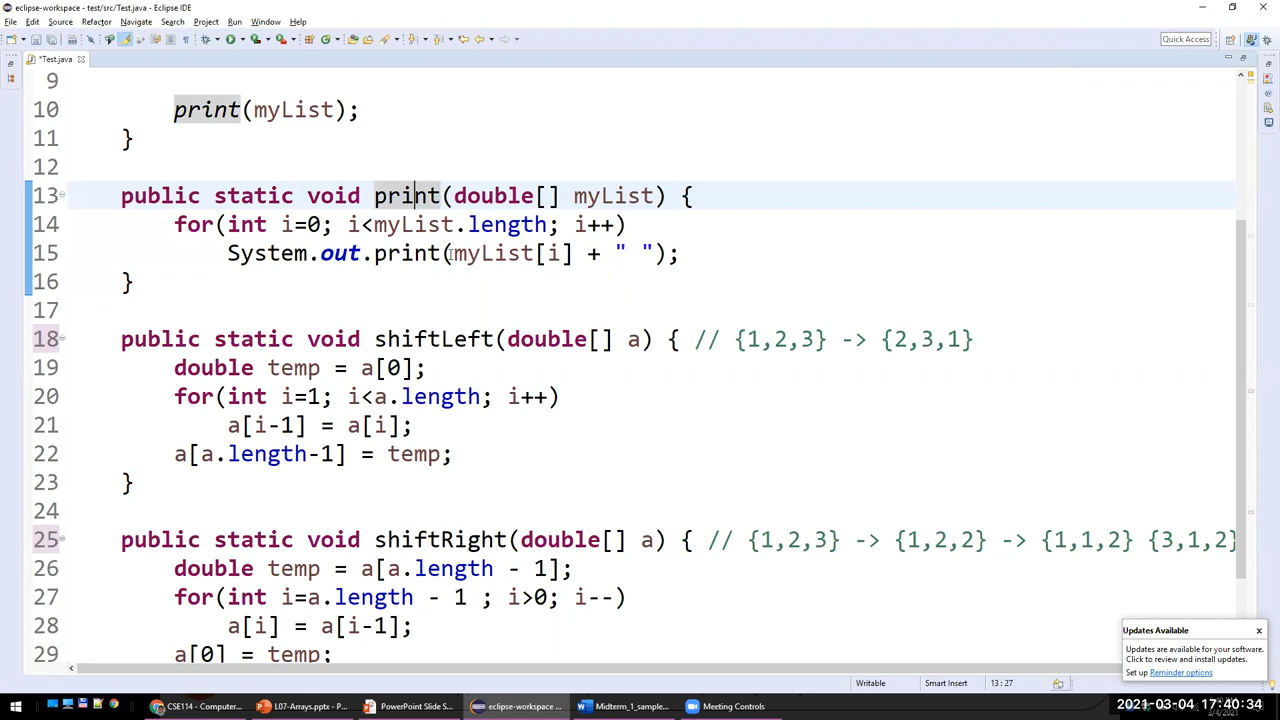 eclipse-workspace - test/src/Test.java - Eclipse IDE
File Edit Source Refactor Navigate Search Project Run Window Help
Quick Access
*Test.java
9
10 print(myList);
11 }
12
13 public static void print(double[] myList) {
14 for(int i=0; i<myList.length; i++)
15 System.out.print(myList[i] + " ");
16 }
17
18 public static void shiftLeft(double[] a) { // {1,2,3} -> {2,3,1}
19 double temp = a[0];
20 for(int i=1; i<a.length; i++)
21 a[i-1] = a[i];
22 a[a.length-1] = temp;
23 }
24
25 public static void shiftRight(double[] a) { // {1,2,3} -> {1,2,2} -> {1,1,2} {3,1,2}
26 double temp = a[a.length - 1];
27 for(int i=a.length - 1 ; i>0; i--)
28 a[i] = a[i-1];
29 a[0] = temp;
Updates Available
Updates are available for your software.
Click to review and install updates.
Set up Reminder options
Writable Smart Insert 13 : 27
CSE114 - Computer... L07-Arrays.pptx - P... PowerPoint Slide S... eclipse-workspace ... Midterm_1_sample... Meeting Controls
2021-03-04 17:40:34
3/4/2021